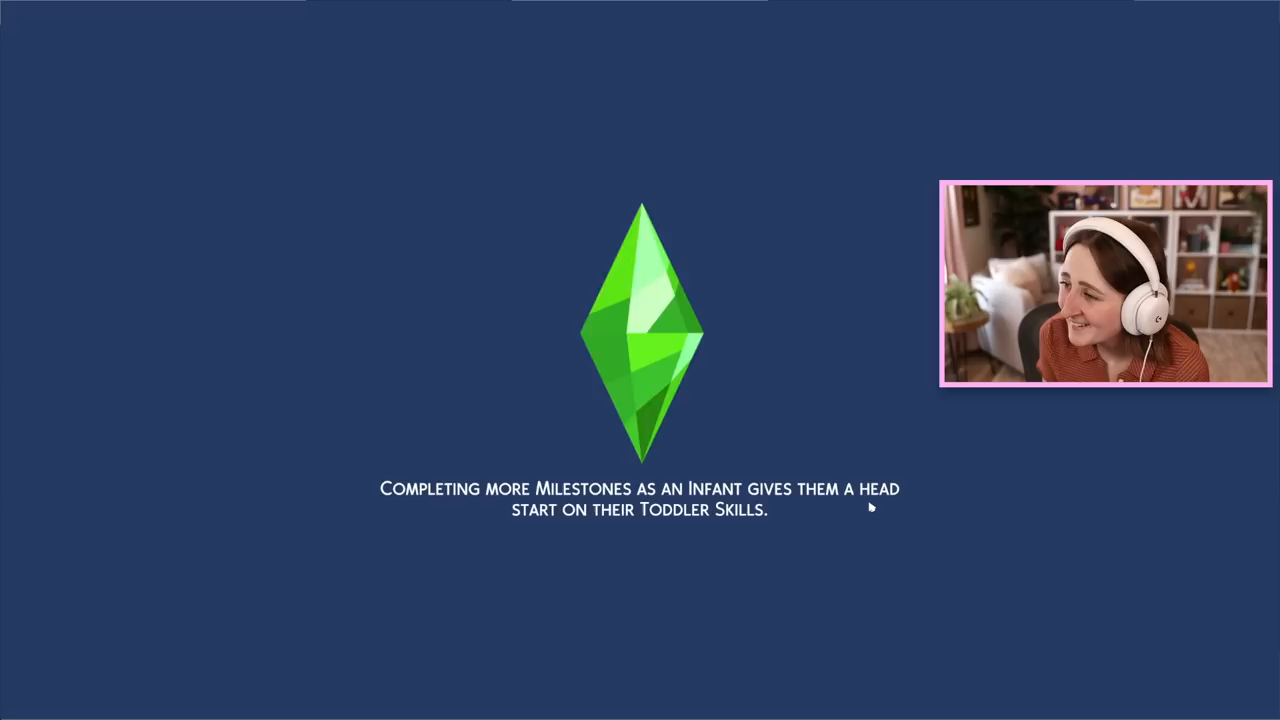 COMPLETING MORE MILESTONES AS AN INFANT GIVES THEM A HEAD
START ON THEIR TODDLER SKILLS.